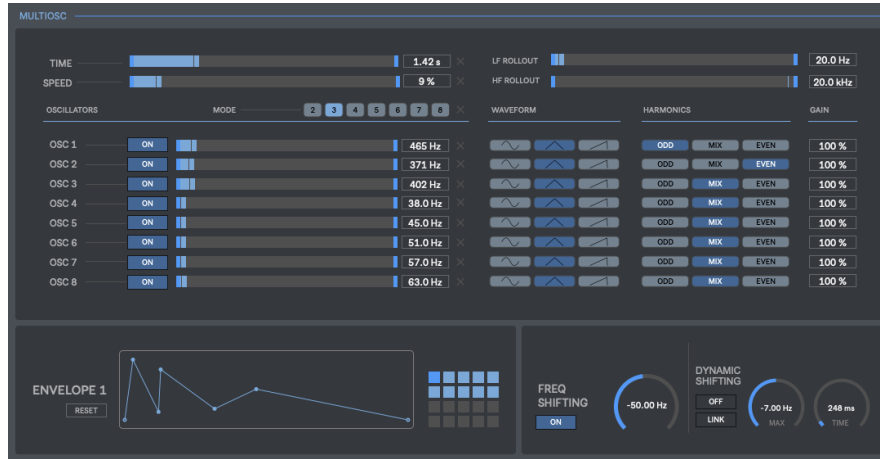 MULTIOSC
TIME 1.42 s ×
SPEED 9 % ×
LF ROLLOUT 20.0 Hz
HF ROLLOUT 20.0 kHz
OSCILLATORS MODE 2 3 4 5 6 7 8 × WAVEFORM HARMONICS GAIN
OSC 1 ON 465 Hz × ODD MIX EVEN 100 %
OSC 2 ON 371 Hz × ODD MIX EVEN 100 %
OSC 3 ON 402 Hz × ODD MIX EVEN 100 %
OSC 4 ON 38.0 Hz × ODD MIX EVEN 100 %
OSC 5 ON 45.0 Hz × ODD MIX EVEN 100 %
OSC 6 ON 51.0 Hz × ODD MIX EVEN 100 %
OSC 7 ON 57.0 Hz × ODD MIX EVEN 100 %
OSC 8 ON 63.0 Hz × ODD MIX EVEN 100 %
ENVELOPE 1
RESET
FREQ
SHIFTING
ON
-50.00 Hz
DYNAMIC
SHIFTING
OFF
LINK
-7.00 Hz
MAX
248 ms
TIME